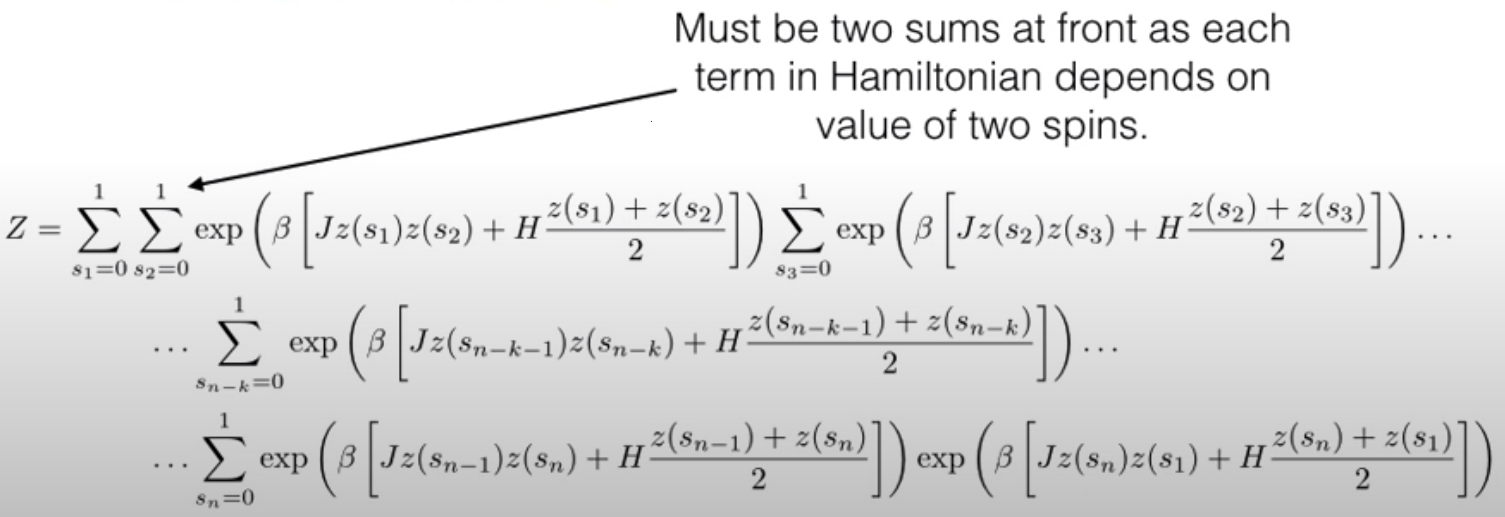 Must be two sums at front as each
term in Hamiltonian depends on
value of two spins.
Z = \sum_{s_1=0}^{1} \sum_{s_2=0}^{1} \exp\left(\beta\left[Jz(s_1)z(s_2) + H\frac{z(s_1) + z(s_2)}{2}\right]\right) \sum_{s_3=0}^{1} \exp\left(\beta\left[Jz(s_2)z(s_3) + H\frac{z(s_2) + z(s_3)}{2}\right]\right) \ldots
\ldots \sum_{s_{n-k}=0}^{1} \exp\left(\beta\left[Jz(s_{n-k-1})z(s_{n-k}) + H\frac{z(s_{n-k-1}) + z(s_{n-k})}{2}\right]\right) \ldots
\ldots \sum_{s_n=0}^{1} \exp\left(\beta\left[Jz(s_{n-1})z(s_n) + H\frac{z(s_{n-1}) + z(s_n)}{2}\right]\right) \exp\left(\beta\left[Jz(s_n)z(s_1) + H\frac{z(s_n) + z(s_1)}{2}\right]\right)